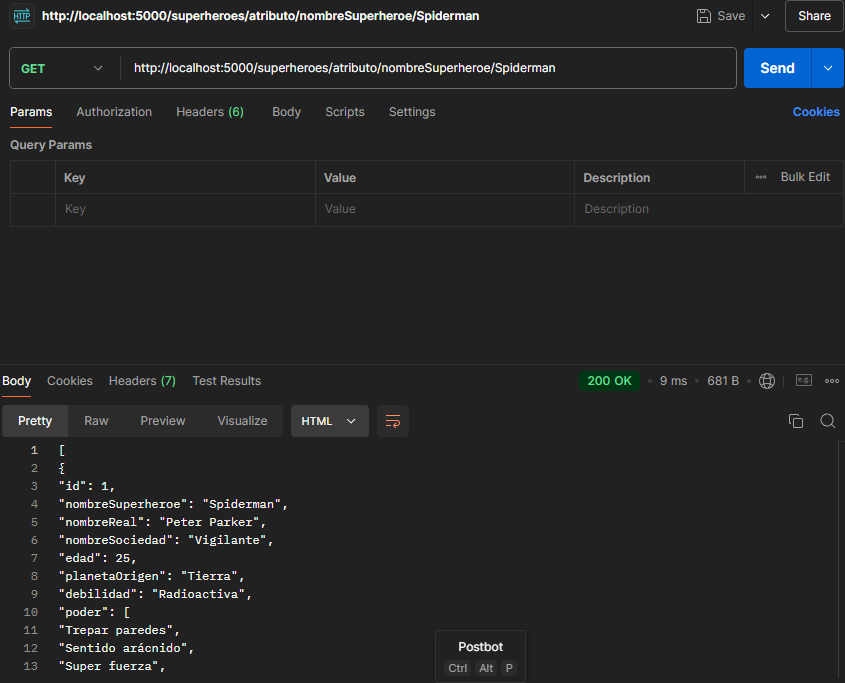 HTTP http://localhost:5000/superheroes/atributo/nombreSuperheroe/Spiderman Save Share
GET http://localhost:5000/superheroes/atributo/nombreSuperheroe/Spiderman Send
Params Authorization Headers (6) Body Scripts Settings Cookies
Query Params
Key Value Description Bulk Edit
Key Value Description
Body Cookies Headers (7) Test Results 200 OK 9 ms 681 B e.g.
Pretty Raw Preview Visualize HTML
1 [
2 {
3 "id": 1,
4 "nombreSuperheroe": "Spiderman",
5 "nombreReal": "Peter Parker",
6 "nombreSociedad": "Vigilante",
7 "edad": 25,
8 "planetaOrigen": "Tierra",
9 "debilidad": "Radioactiva",
10 "poder": [
11 "Trepar paredes",
12 "Sentido arácnido",
13 "Super fuerza",
Postbot
Ctrl Alt P